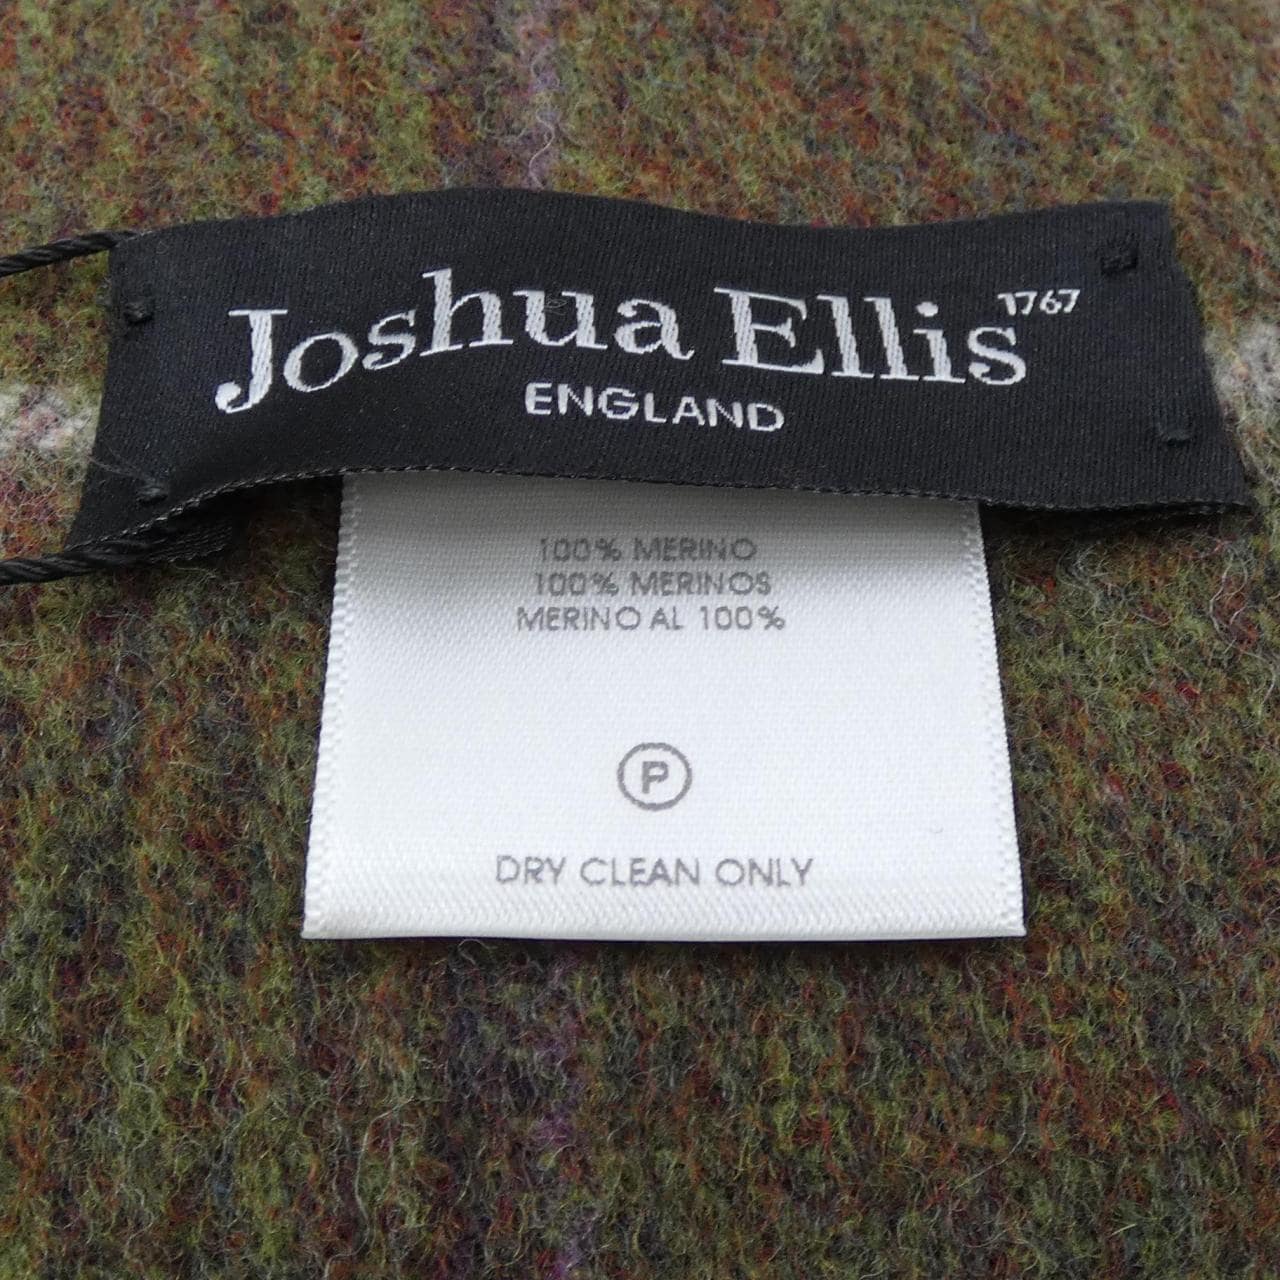 Joshua Ellis 1767
ENGLAND
100% MERINO
100% MERINOS
MERINO AL 100%
P
DRY CLEAN ONLY